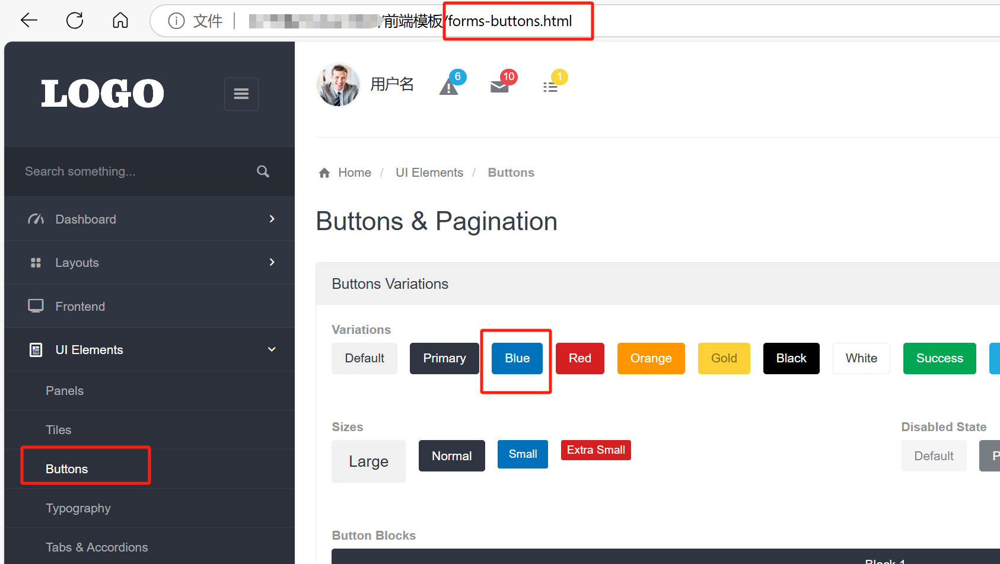 文件 /前端模板/forms-buttons.html
LOGO
用户名 6 10 1
Search something...
Dashboard
Layouts
Frontend
UI Elements
Panels
Tiles
Buttons
Typography
Tabs & Accordions
Home / UI Elements / Buttons
Buttons & Pagination
Buttons Variations
Variations
Default Primary Blue Red Orange Gold Black White Success
Sizes
Large Normal Small Extra Small
Disabled State
Default P
Button Blocks
Block 1